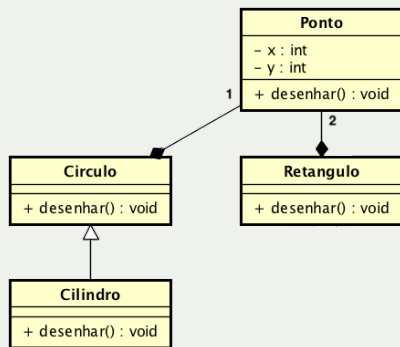 Ponto
- x : int
- y : int
+ desenhar() : void
1
2
Circulo
+ desenhar() : void
Retangulo
+ desenhar() : void
Cilindro
+ desenhar() : void